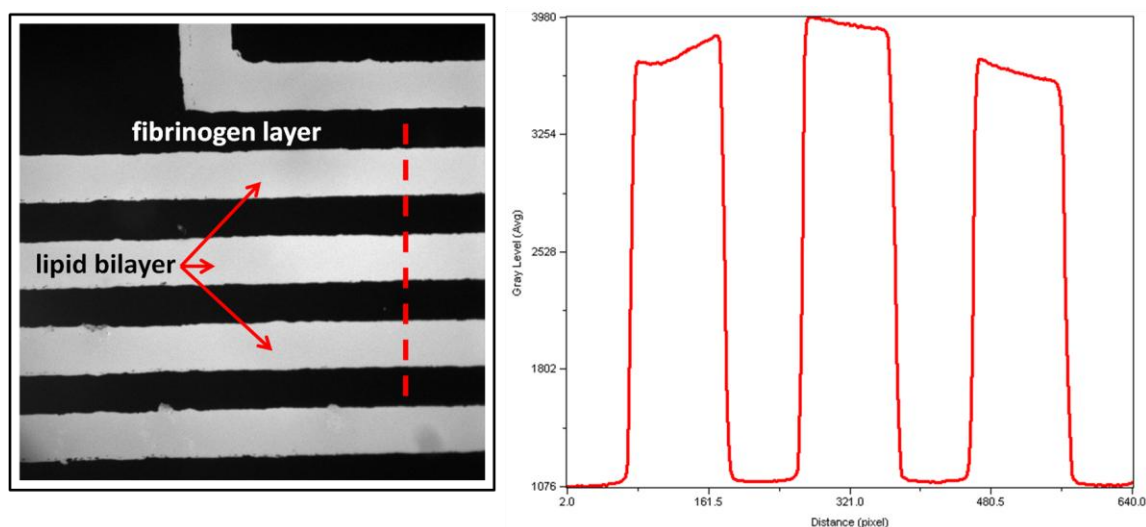 fibrinogen layer
lipid bilayer
3980
3254
2528
1802
1076
Gray Level (Avg)
2.0
161.5
321.0
480.5
640.0
Distance (pixel)